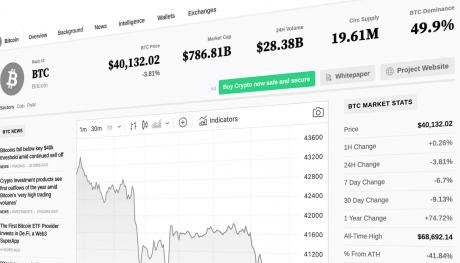 Bitcoin Overview Background News Intelligence Wallets Exchanges
BTC
Bitcoin
BTC Price
$40,132.02
-3.81%
Market Cap
$786.81B
24H Volume
$28.38B
Circ Supply
19.61M
BTC Dominance
49.9%
Buy Crypto now safe and secure
Whitepaper
Project Website
Sectors Coin PoW
BTC NEWS
Bitcoins fall below key $40k
threshold amid continued sell off
Crypto investment products see
first outflows of the year amid
Bitcoin's 'very high trading
volumes'
The First Bitcoin ETF Provider
Invests in De.Fi, a Web3
SuperApp
1m 30m 1h
Indicators
43600
43200
42800
42400
42000
41600
41200
BTC MARKET STATS
Price $40,132.02
1H Change +0.26%
24H Change -3.81%
7 Day Change -6.7%
30 Day Change -9.13%
1 Year Change +74.72%
All-Time High $68,692.14
% From ATH -41.84%